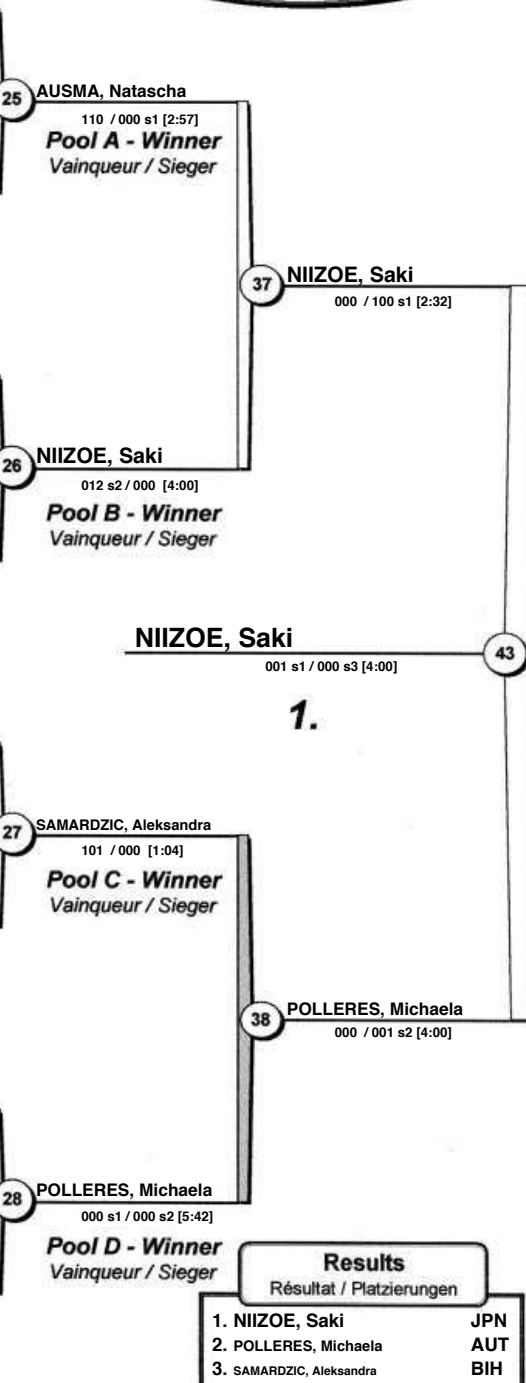 25 AUSMA, Natascha
110 / 000 s1 [2:57]
Pool A - Winner
Vainqueur / Sieger
37 NIIZOE, Saki
000 / 100 s1 [2:32]
26 NIIZOE, Saki
012 s2 / 000 [4:00]
Pool B - Winner
Vainqueur / Sieger
NIIZOE, Saki
43
001 s1 / 000 s3 [4:00]
1.
27 SAMARDZIC, Aleksandra
101 / 000 [1:04]
Pool C - Winner
Vainqueur / Sieger
38 POLLERES, Michaela
000 / 001 s2 [4:00]
28 POLLERES, Michaela
000 s1 / 000 s2 [5:42]
Pool D - Winner
Vainqueur / Sieger
Results
Résultat / Platzierungen
1. NIIZOE, Saki JPN
2. POLLERES, Michaela AUT
3. SAMARDZIC, Aleksandra BIH